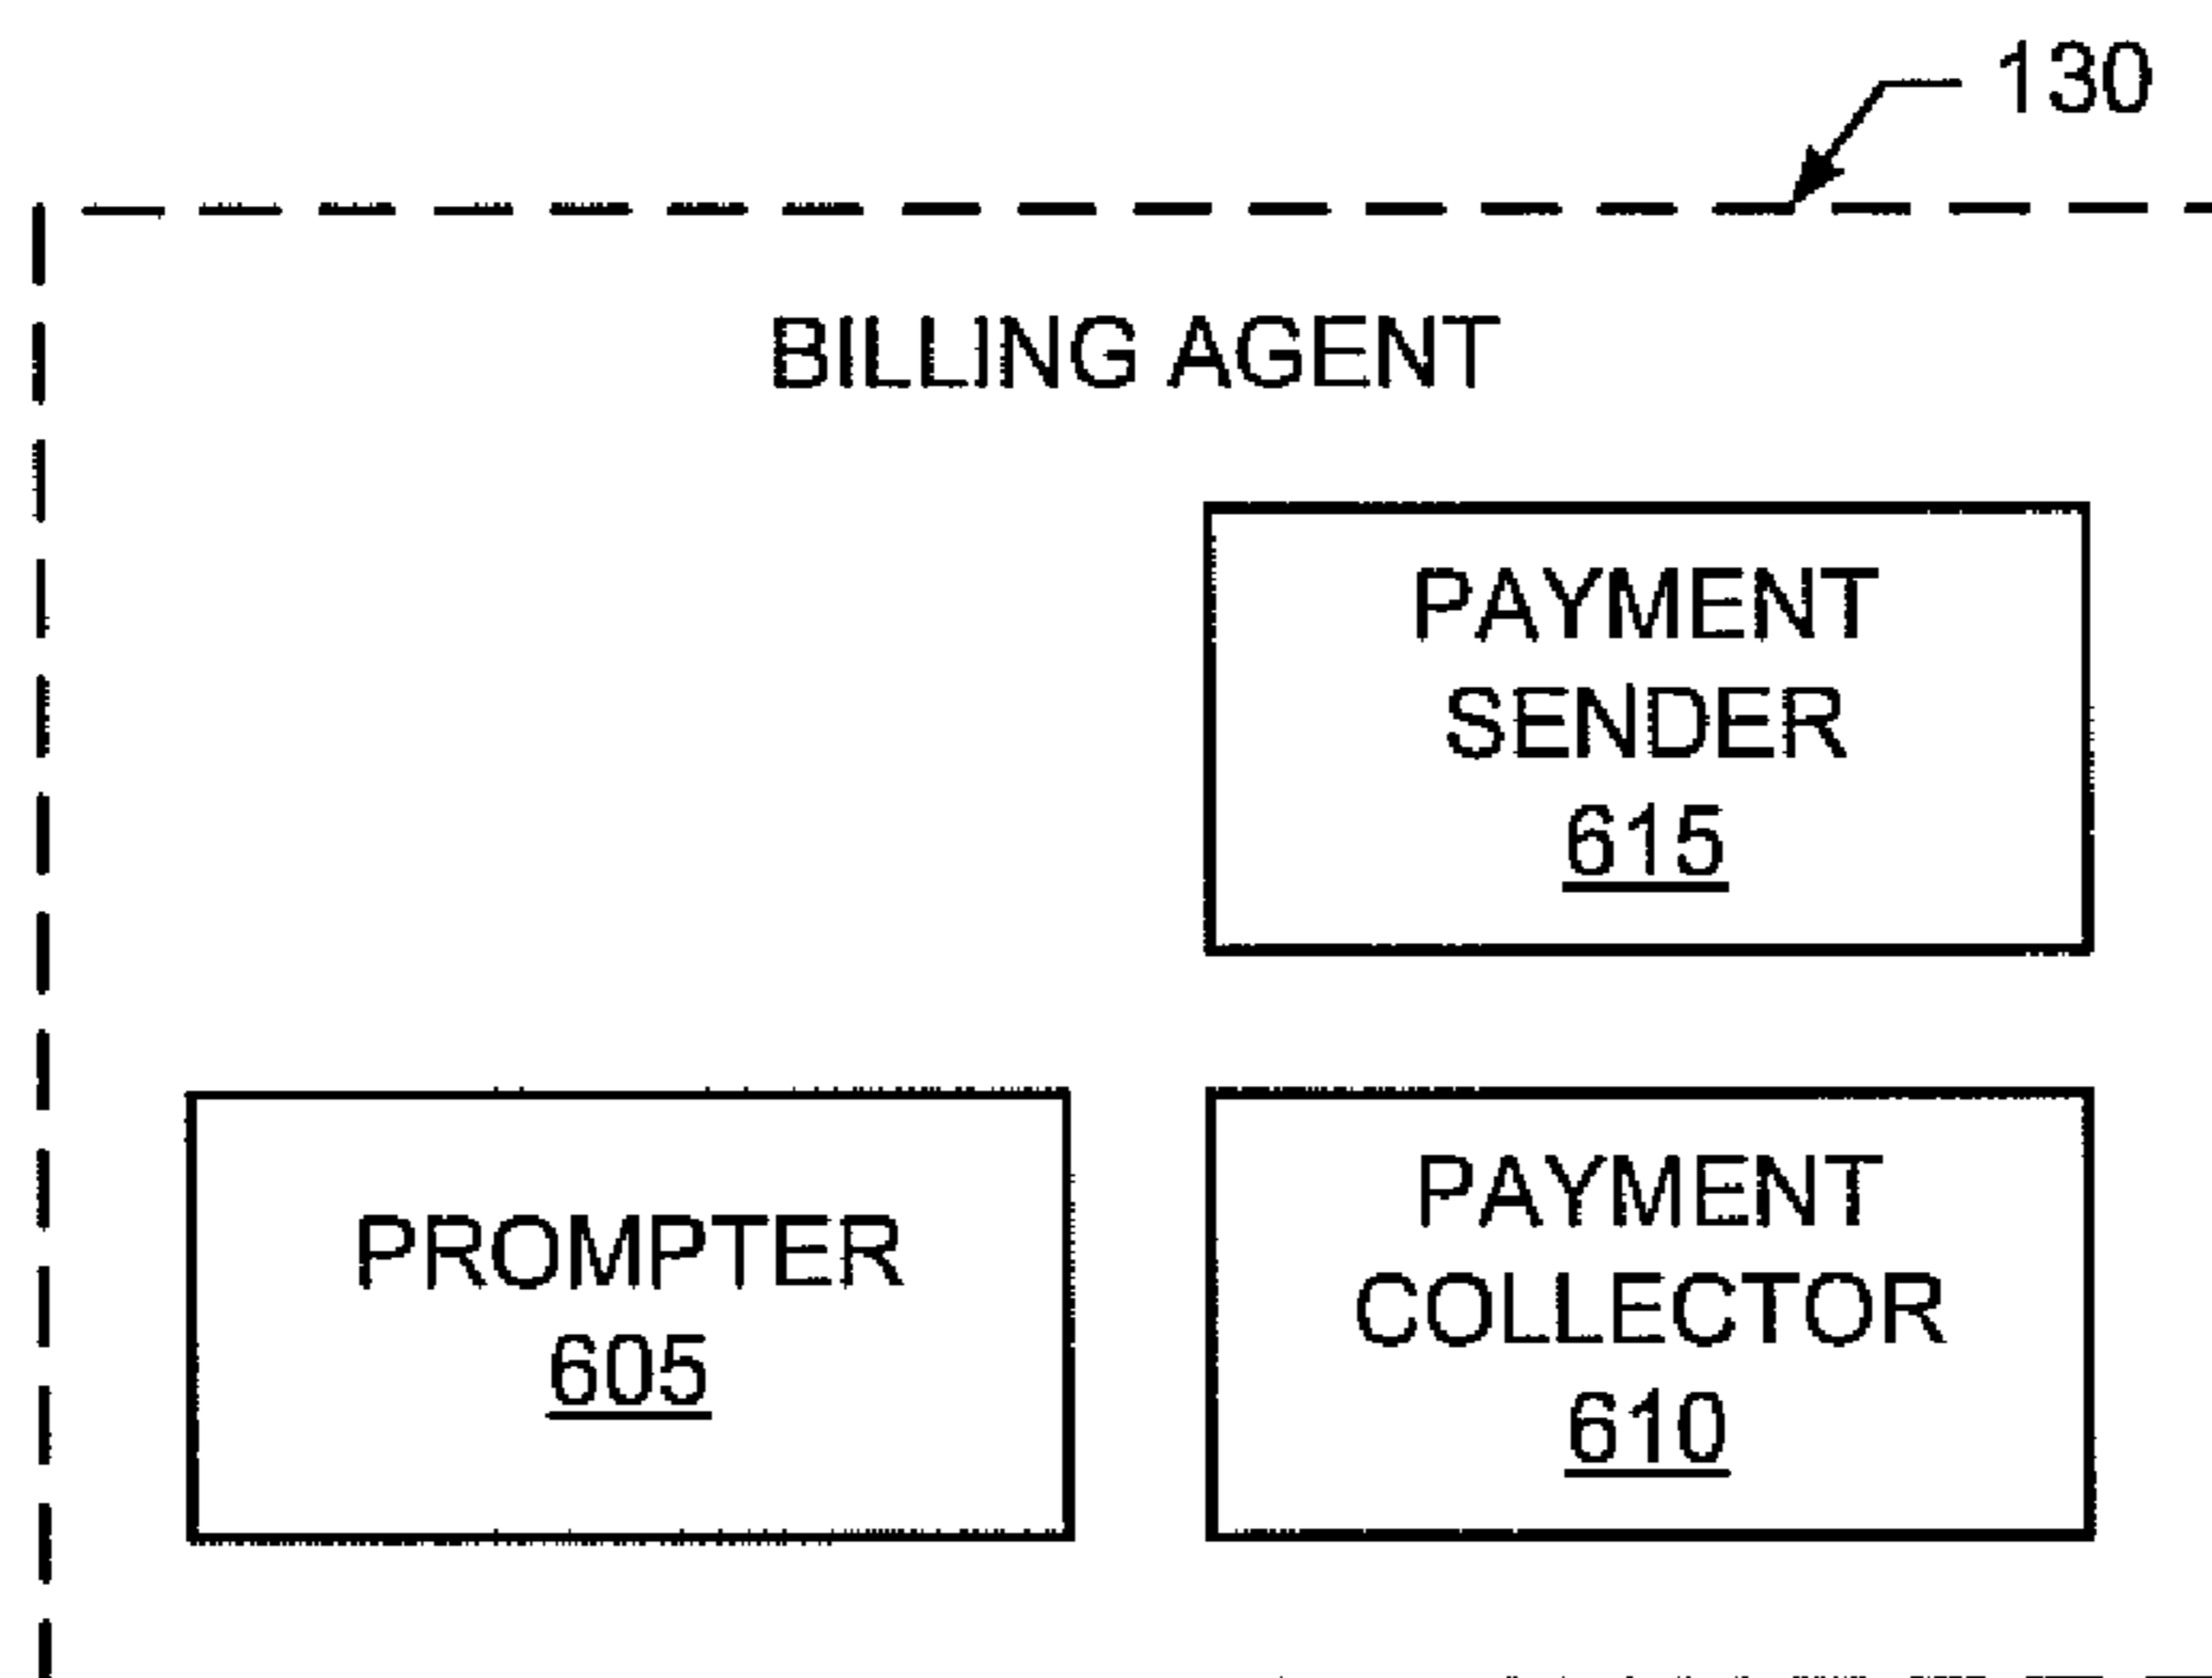 130
BILLING AGENT
PAYMENT
SENDER
615
PROMPTER
605
PAYMENT
COLLECTOR
610